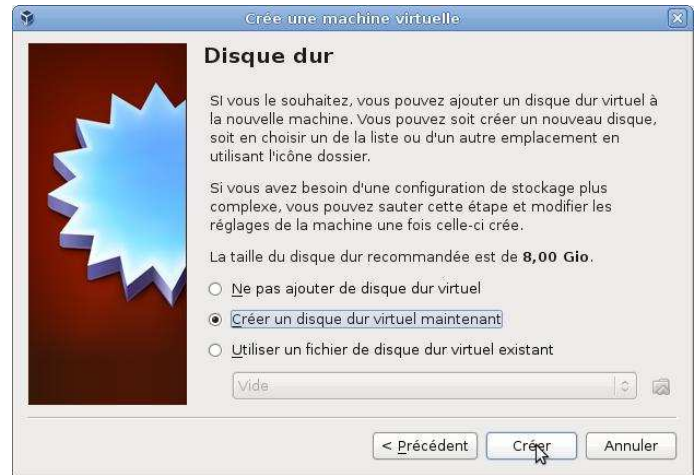 Crée une machine virtuelle
Disque dur
SI vous le souhaitez, vous pouvez ajouter un disque dur virtuel à
la nouvelle machine. Vous pouvez soit créer un nouveau disque,
soit en choisir un de la liste ou d'un autre emplacement en
utilisant l'icône dossier.
Si vous avez besoin d'une configuration de stockage plus
complexe, vous pouvez sauter cette étape et modifier les
réglages de la machine une fois celle-ci crée.
La taille du disque dur recommandée est de 8,00 Gio.
Ne pas ajouter de disque dur virtuel
Créer un disque dur virtuel maintenant
Utiliser un fichier de disque dur virtuel existant
Vide
< Précédent Créer Annuler